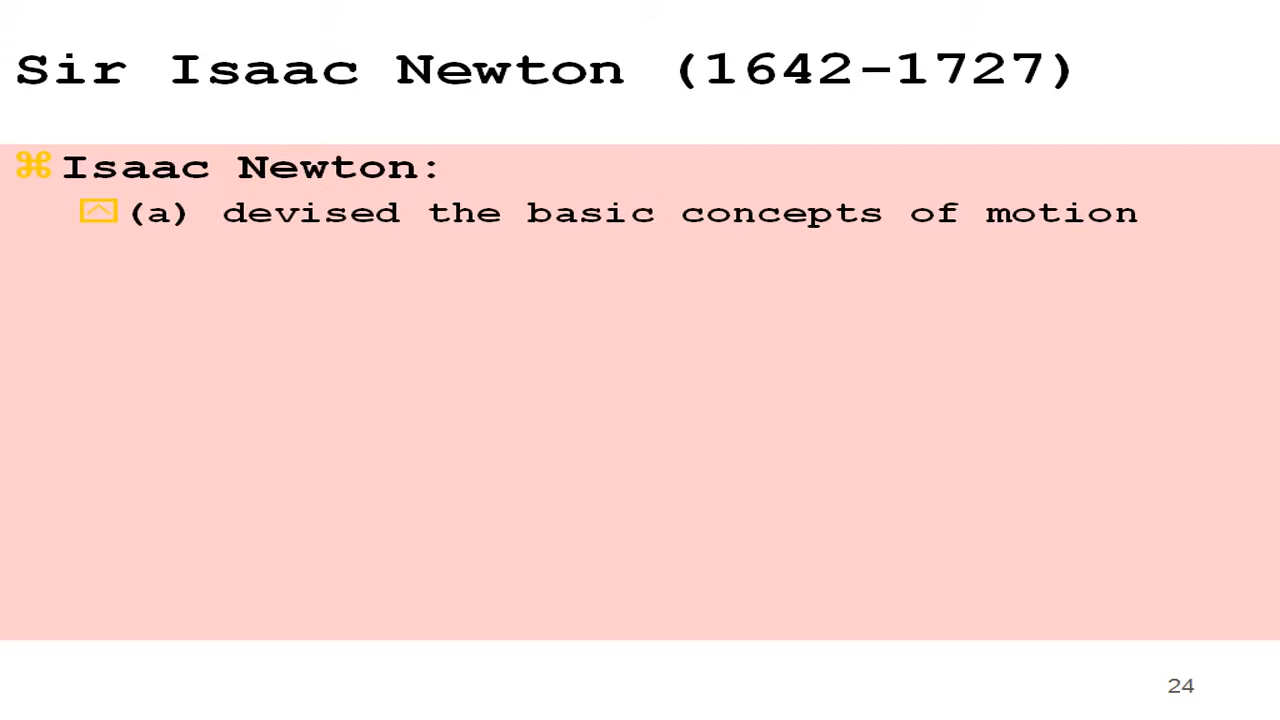 Sir Isaac Newton (1642-1727)
⌘Isaac Newton:
(a) devised the basic concepts of motion
24